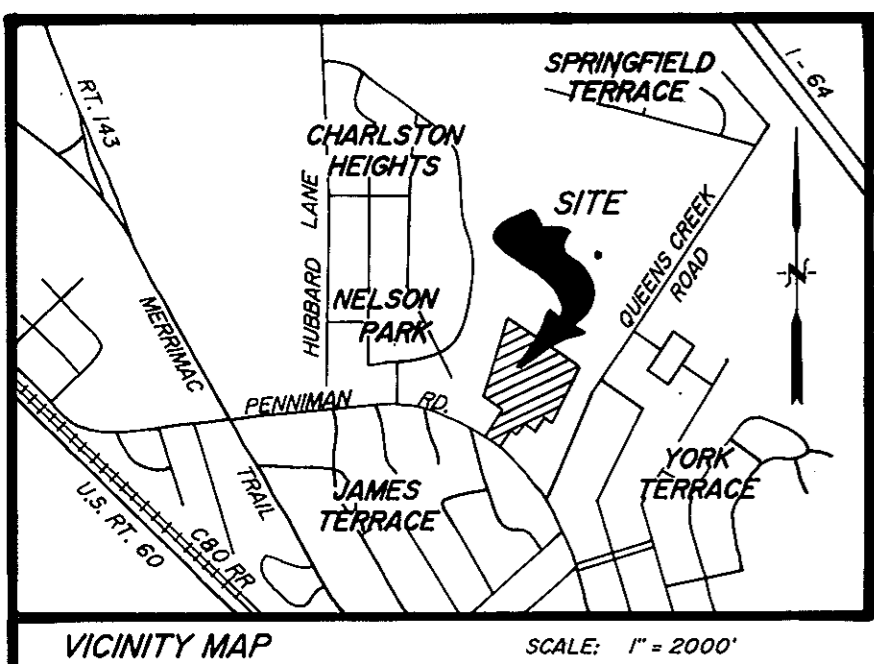 SPRINGFIELD
TERRACE
I-64
RT. 143
CHARLSTON
HEIGHTS
HUBBARD LANE
SITE
QUEENS CREEK
ROAD
N
NELSON
PARK
MERRIMAC
TRAIL
PENNIMAN RD.
YORK
TERRACE
JAMES
TERRACE
C&O RR
U.S. RT. 60
VICINITY MAP
SCALE: 1" = 2000'